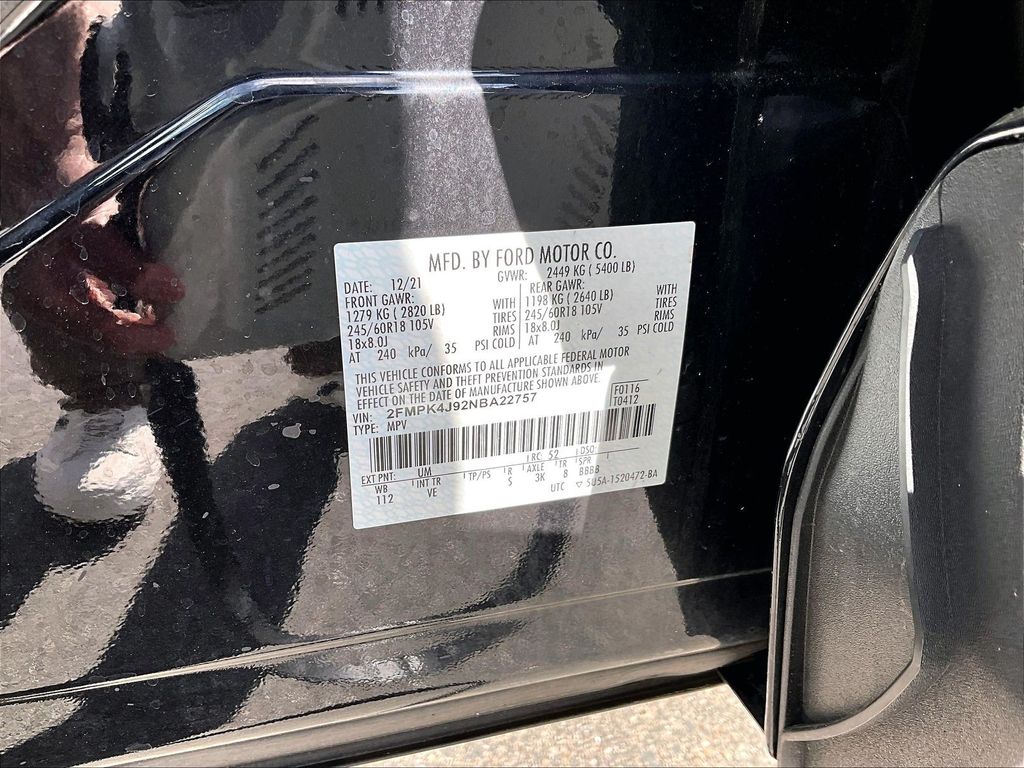 MFD. BY FORD MOTOR CO.
DATE: 12/21 GVWR: 2449 KG ( 5400 LB)
FRONT GAWR: REAR GAWR:
1279 KG ( 2820 LB) WITH 1198 KG ( 2640 LB) WITH
245/60R18 105V TIRES 245/60R18 105V TIRES
18x8.0J RIMS 18x8.0J RIMS
AT 240 kPa/ 35 PSI COLD AT 240 kPa/ 35 PSI COLD
THIS VEHICLE CONFORMS TO ALL APPLICABLE FEDERAL MOTOR
VEHICLE SAFETY AND THEFT PREVENTION STANDARDS IN
EFFECT ON THE DATE OF MANUFACTURE SHOWN ABOVE.
VIN: 2FMPK4J92NBA22757 F0116
TYPE: MPV T0412
EXT PNT: UM RC: 52 DSO:
WB INT TR TP/PS R AXLE TR SPR
112 VE S 3K 8 BBBB
UTC ▽ 5U5A-1520472-BA